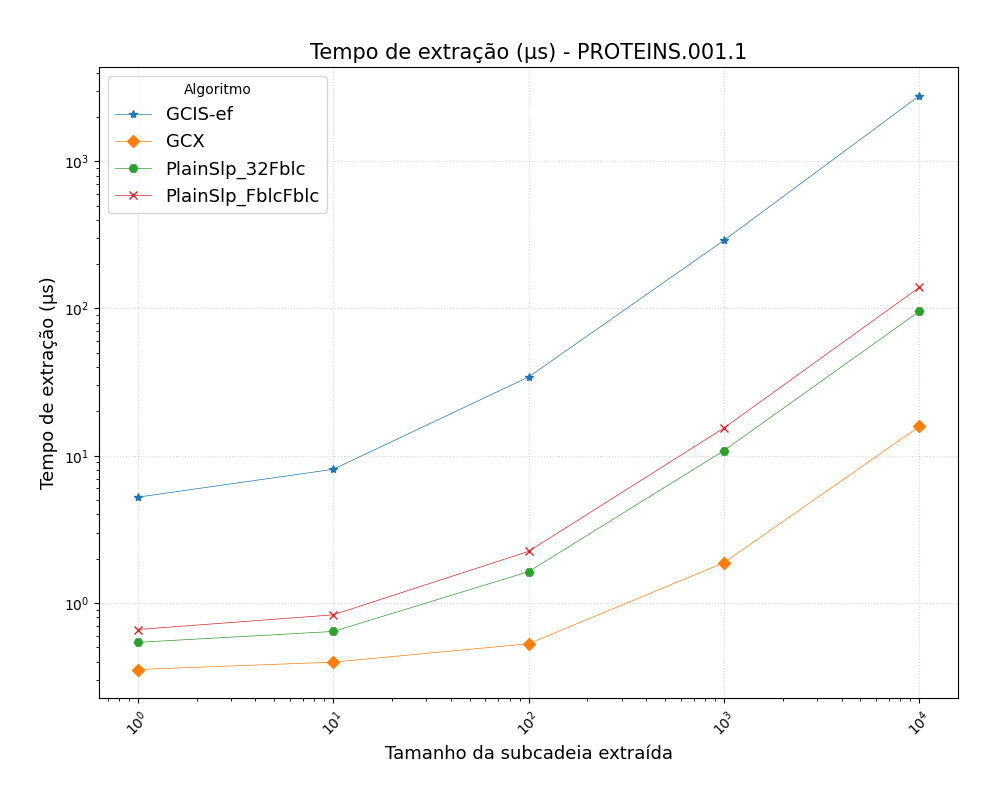 Tempo de extração (µs) - PROTEINS.001.1
Algoritmo
GCIS-ef
GCX
PlainSlp_32Fblc
PlainSlp_FblcFblc
Tempo de extração (µs)
10³
10²
10¹
10⁰
10⁰ 10¹ 10² 10³ 10⁴
Tamanho da subcadeia extraída